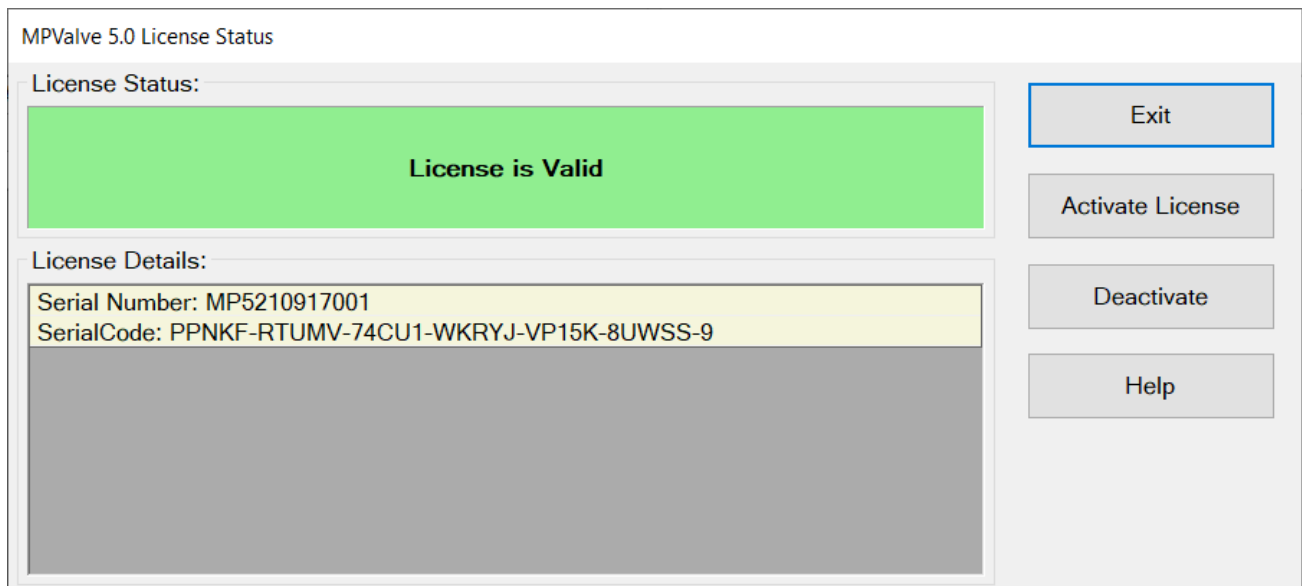 MPValve 5.0 License Status
License Status:
License is Valid
License Details:
Serial Number: MP5210917001
SerialCode: PPNKF-RTUMV-74CU1-WKRYJ-VP15K-8UWSS-9
Exit
Activate License
Deactivate
Help